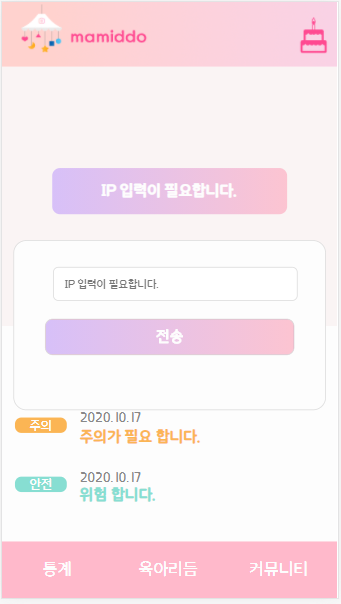 mamiddo
IP 입력이 필요합니다.
IP 입력이 필요합니다.
전송
주의
2020.10.17
주의가 필요 합니다.
안전
2020.10.17
위험 합니다.
통계
육아리듬
커뮤니티